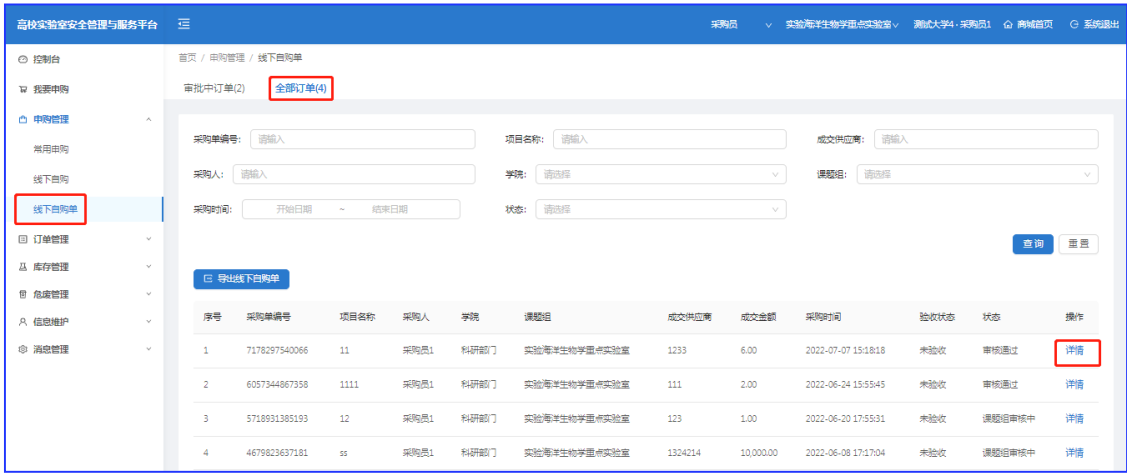 高校实验室安全管理与服务平台
采购员 实验海洋生物学重点实验室 测试大学4 · 采购员1 商城首页 系统退出
控制台
我要申购
申购管理
常用申购
线下自购
线下自购单
订单管理
库存管理
危废管理
信息维护
消息管理
首页 / 申购管理 / 线下自购单
审批中订单(2) 全部订单(4)
采购单编号: 请输入 项目名称: 请输入 成交供应商: 请输入
采购人: 请输入 学院: 请选择 课题组: 请选择
采购时间: 开始日期 ~ 结束日期 状态: 请选择
查询 重置
导出线下自购单
序号 采购单编号 项目名称 采购人 学院 课题组 成交供应商 成交金额 采购时间 验收状态 状态 操作
1 7178297540066 11 采购员1 科研部门 实验海洋生物学重点实验室 1233 6.00 2022-07-07 15:18:18 未验收 审核通过 详情
2 6057344867358 1111 采购员1 科研部门 实验海洋生物学重点实验室 111 2.00 2022-06-24 15:55:45 未验收 审核通过 详情
3 5718931385193 12 采购员1 科研部门 实验海洋生物学重点实验室 123 1.00 2022-06-20 17:55:31 未验收 课题组审核中 详情
4 4679823637181 ss 采购员1 科研部门 实验海洋生物学重点实验室 1324214 10,000.00 2022-06-08 17:17:04 未验收 课题组审核中 详情